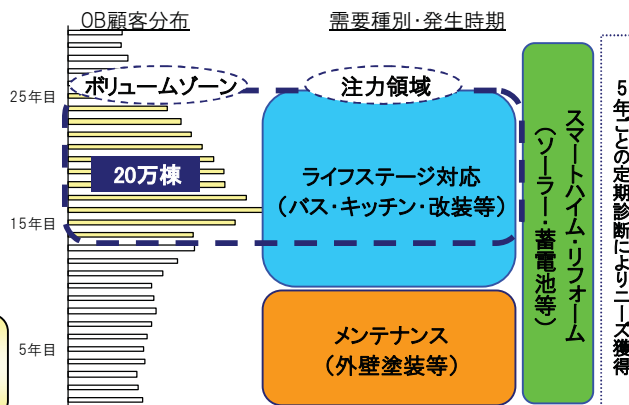 OB顧客分布
需要種別・発生時期
ボリュームゾーン
注力領域
25年目
20万棟
15年目
5年目
ライフステージ対応
（バス・キッチン・改装等）
メンテナンス
（外壁塗装等）
スマートハイム・リフォーム
（ソーラー・蓄電池等）
5年ごとの定期診断によりニーズ獲得